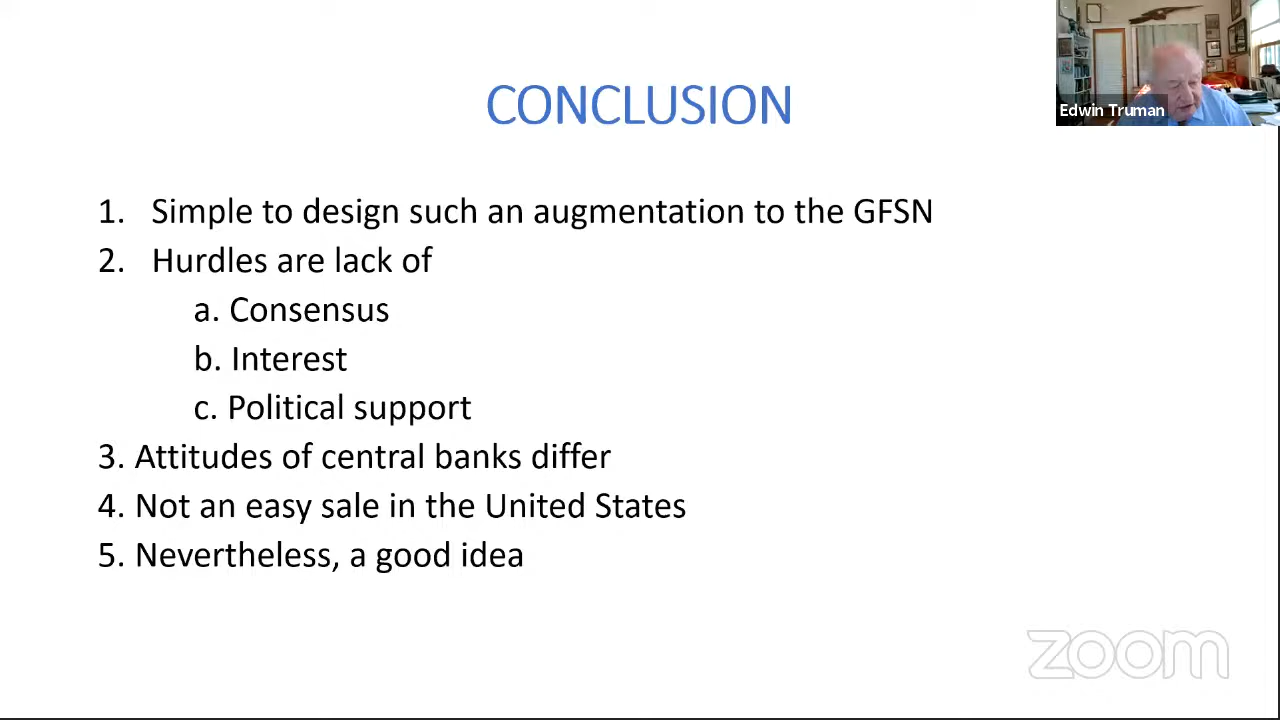 CONCLUSION
Edwin Truman
1. Simple to design such an augmentation to the GFSN
2. Hurdles are lack of
a. Consensus
b. Interest
c. Political support
3. Attitudes of central banks differ
4. Not an easy sale in the United States
5. Nevertheless, a good idea
zoom